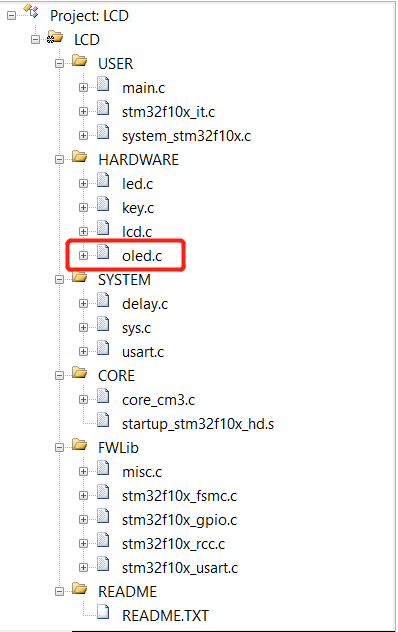 Project: LCD
LCD
USER
main.c
stm32f10x_it.c
system_stm32f10x.c
HARDWARE
led.c
key.c
lcd.c
oled.c
SYSTEM
delay.c
sys.c
usart.c
CORE
core_cm3.c
startup_stm32f10x_hd.s
FWLib
misc.c
stm32f10x_fsmc.c
stm32f10x_gpio.c
stm32f10x_rcc.c
stm32f10x_usart.c
README
README.TXT